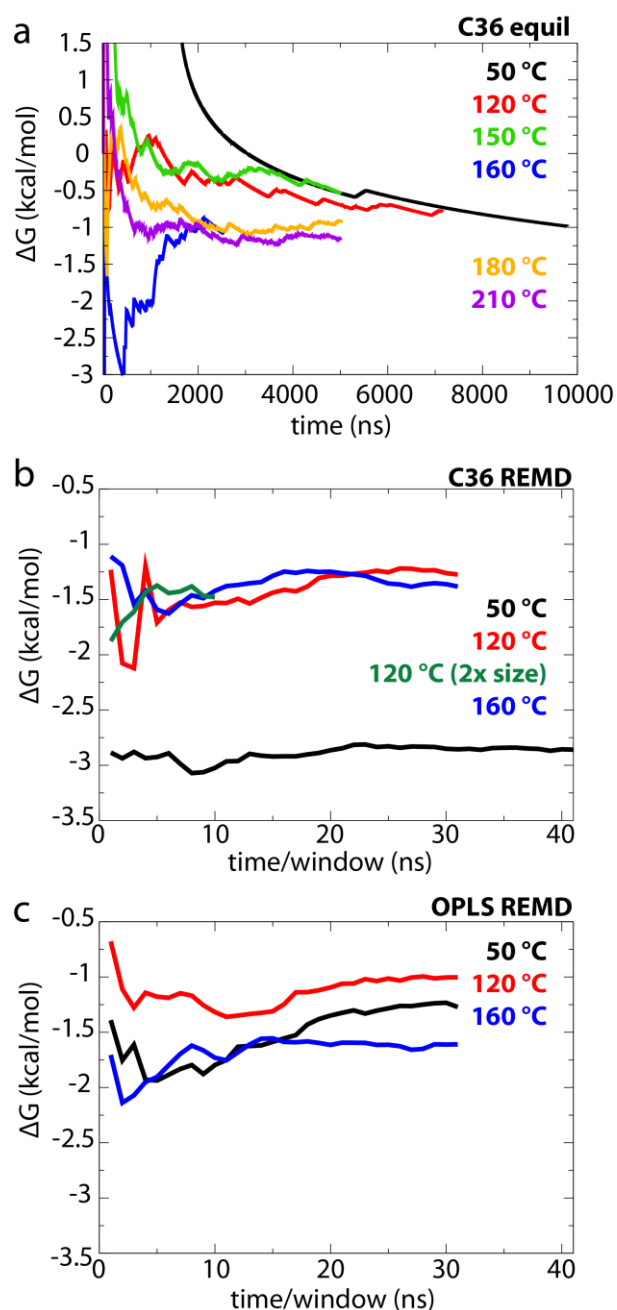 a
C36 equil
1.5
1
0.5
0
-0.5
-1
-1.5
-2
-2.5
-3
ΔG (kcal/mol)
50 °C
120 °C
150 °C
160 °C
180 °C
210 °C
0 2000 4000 6000 8000 10000
time (ns)
b
C36 REMD
-0.5
-1
-1.5
-2
-2.5
-3
-3.5
ΔG (kcal/mol)
50 °C
120 °C
120 °C (2x size)
160 °C
0 10 20 30 40
time/window (ns)
c
OPLS REMD
-0.5
-1
-1.5
-2
-2.5
-3
-3.5
ΔG (kcal/mol)
50 °C
120 °C
160 °C
0 10 20 30 40
time/window (ns)